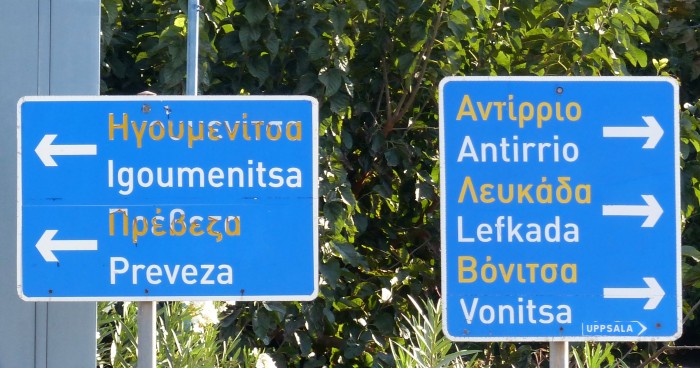 Ηγουμενίτσα
Igoumenitsa
Πρέβεζα
Preveza
Αντίρριο
Antirrio
Λευκάδα
Lefkada
Βόνιτσα
Vonitsa
UPPSALA